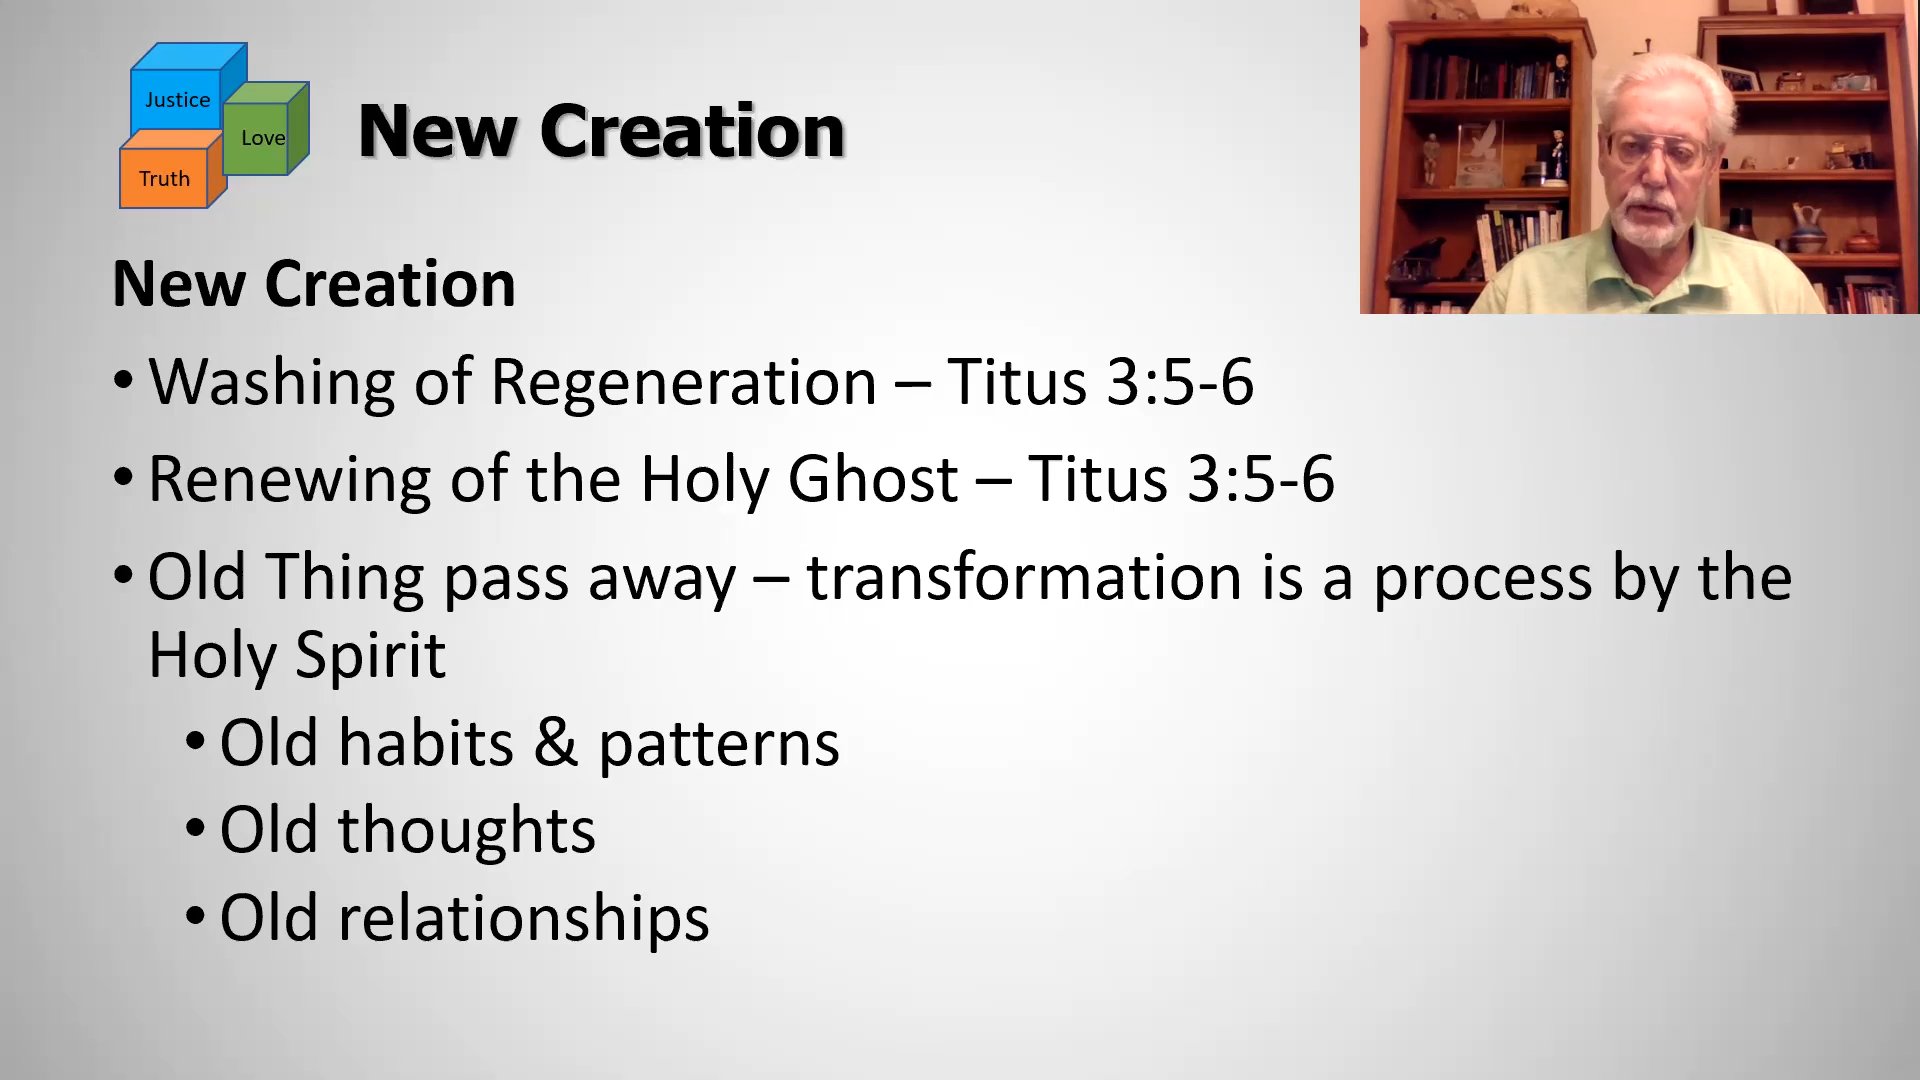 Justice
Love
Truth
New Creation
New Creation
• Washing of Regeneration – Titus 3:5-6
• Renewing of the Holy Ghost – Titus 3:5-6
• Old Thing pass away – transformation is a process by the
Holy Spirit
• Old habits & patterns
• Old thoughts
• Old relationships